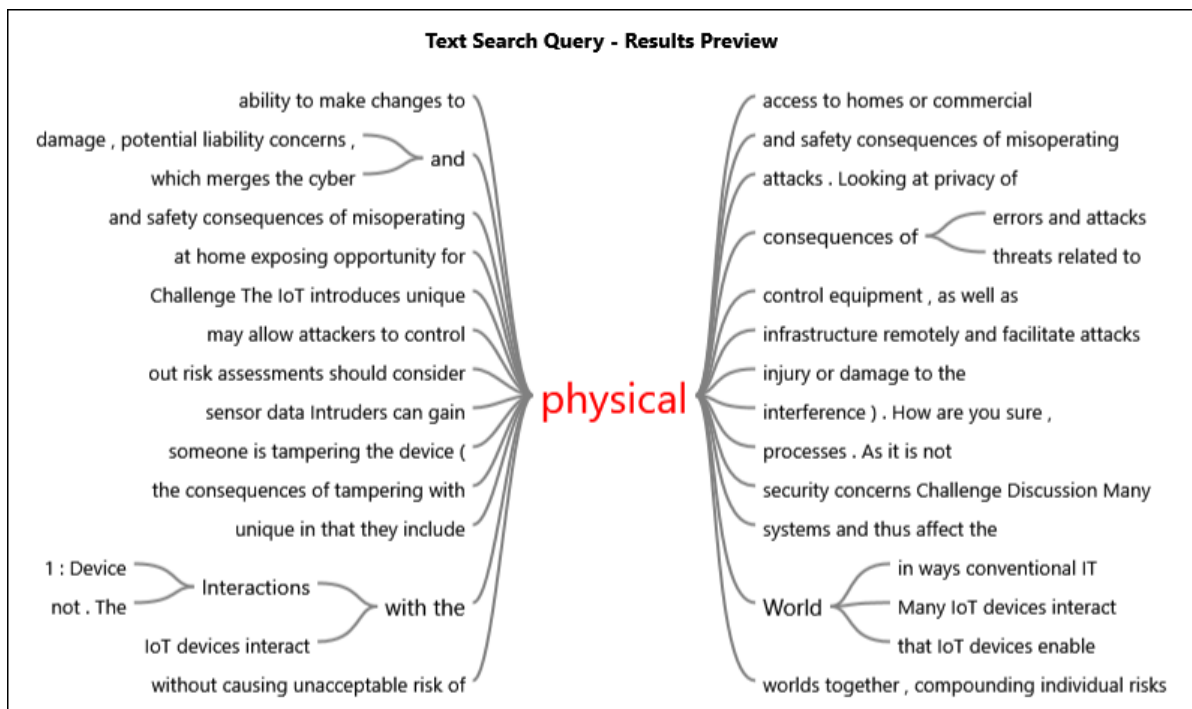 Text Search Query - Results Preview
ability to make changes to
damage , potential liability concerns ,
which merges the cyber
and
and safety consequences of misoperating
at home exposing opportunity for
Challenge The IoT introduces unique
may allow attackers to control
out risk assessments should consider
sensor data Intruders can gain
someone is tampering the device (
the consequences of tampering with
unique in that they include
1 : Device
not . The
Interactions
IoT devices interact
with the
without causing unacceptable risk of
physical
access to homes or commercial
and safety consequences of misoperating
attacks . Looking at privacy of
consequences of
errors and attacks
threats related to
control equipment , as well as
infrastructure remotely and facilitate attacks
injury or damage to the
interference ) . How are you sure ,
processes . As it is not
security concerns Challenge Discussion Many
systems and thus affect the
World
in ways conventional IT
Many IoT devices interact
that IoT devices enable
worlds together , compounding individual risks